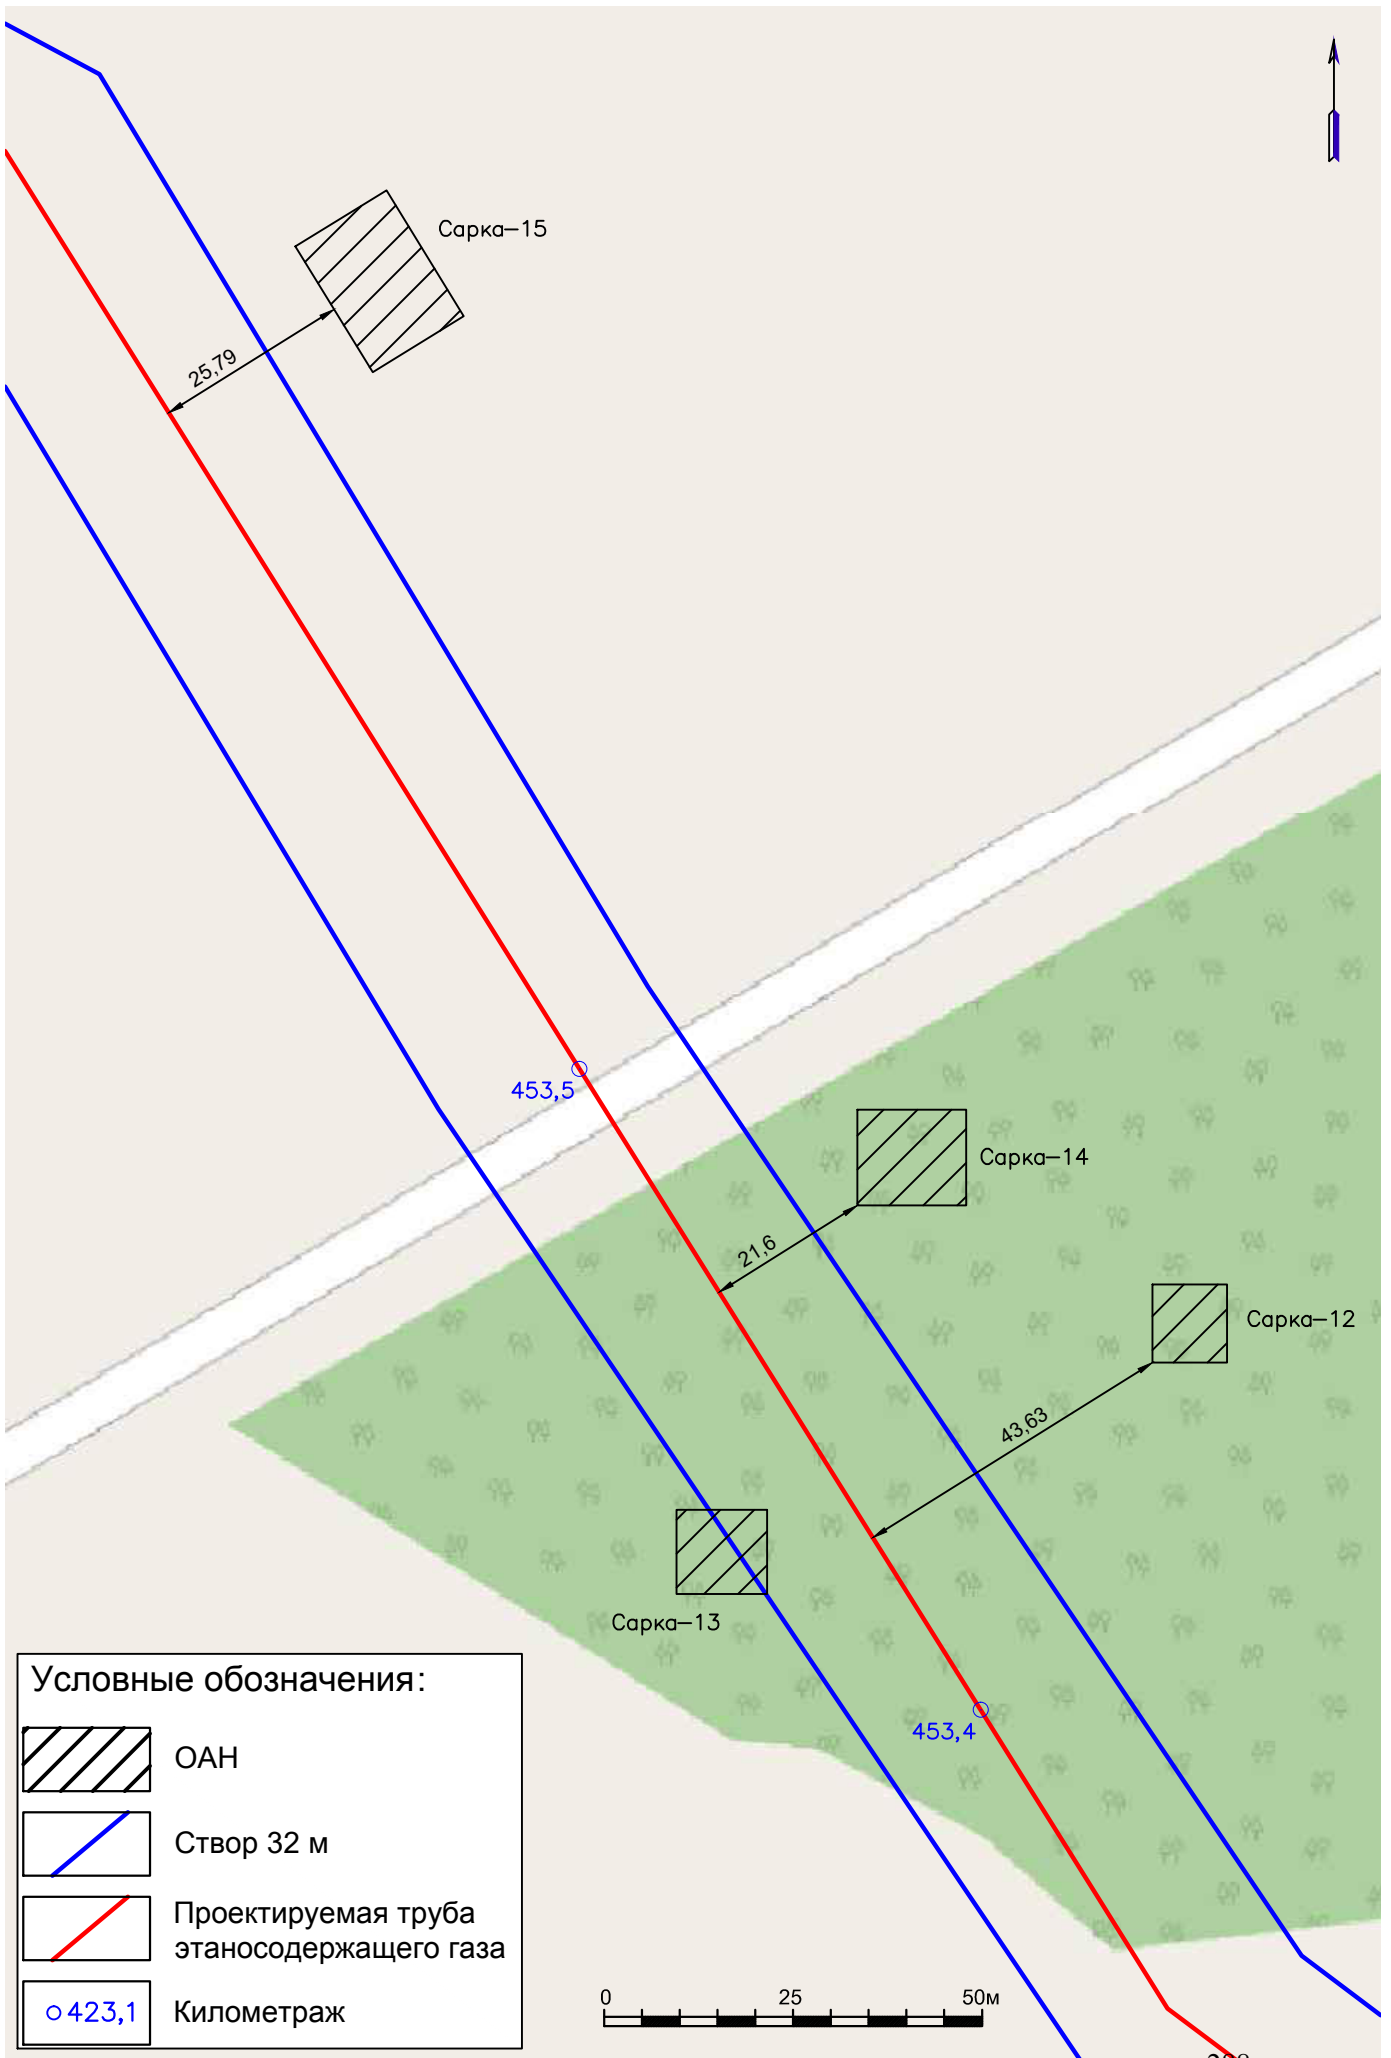 Сарка-15
25,79
453,5
Сарка-14
21,6
Сарка-12
43,63
Сарка-13
453,4
Условные обозначения:
ОАН
Створ 32 м
Проектируемая труба
этаносодержащего газа
423,1 Километраж
0 25 50м